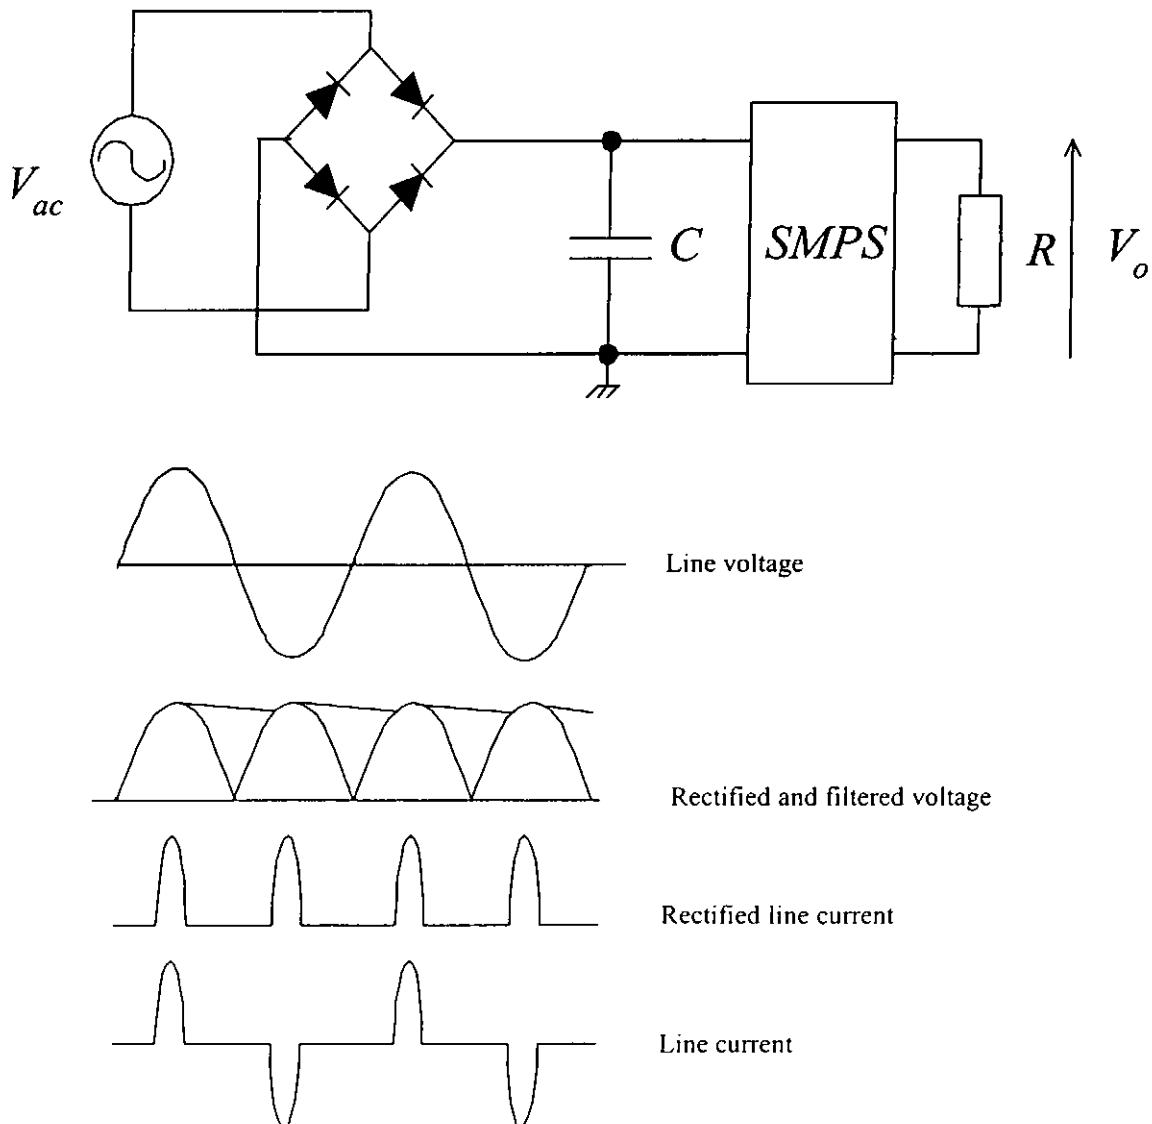 V_ac
C
SMPS
R
V_o
Line voltage
Rectified and filtered voltage
Rectified line current
Line current